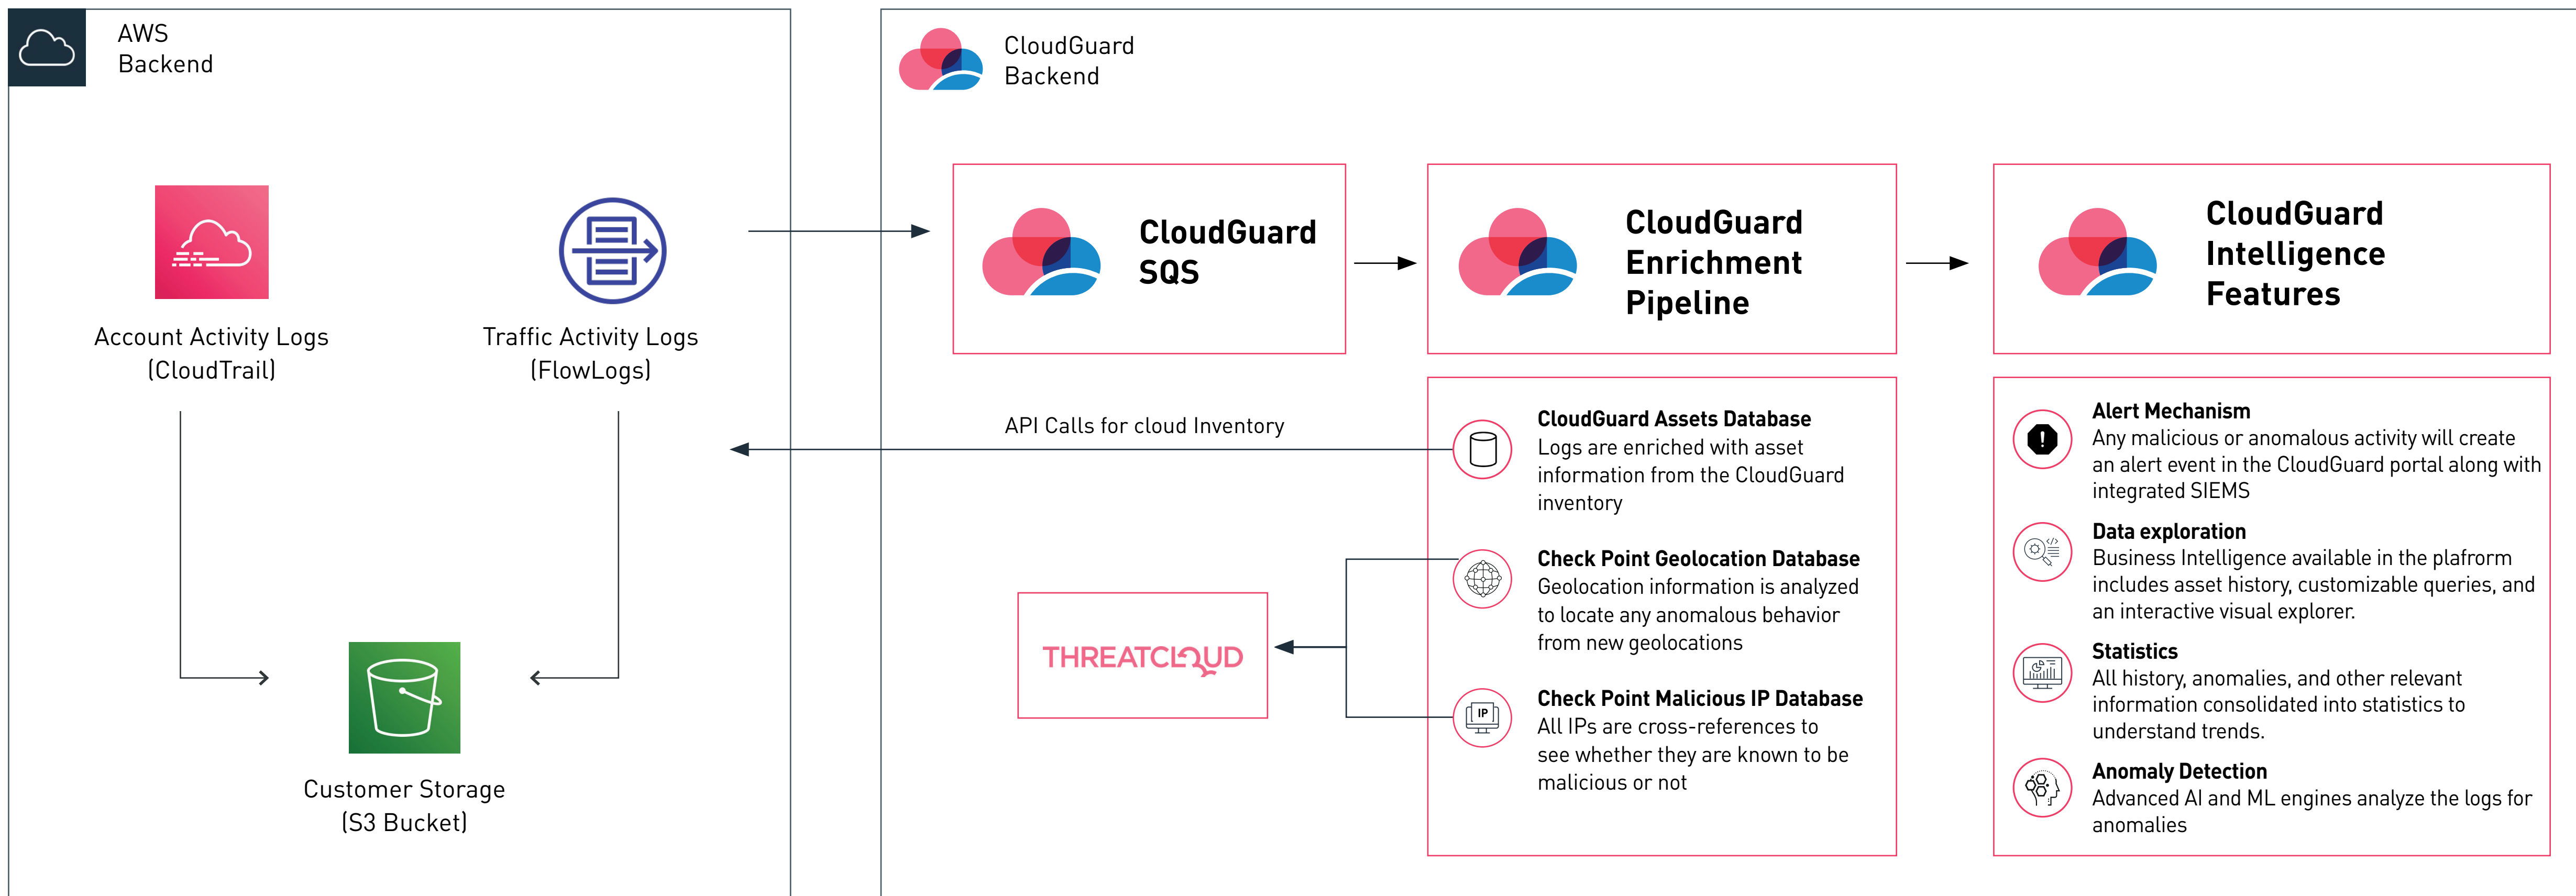 AWS
Backend
CloudGuard
Backend
Account Activity Logs
(CloudTrail)
Traffic Activity Logs
(FlowLogs)
Customer Storage
(S3 Bucket)
CloudGuard
SQS
CloudGuard
Enrichment
Pipeline
CloudGuard
Intelligence
Features
API Calls for cloud Inventory
THREATCLOUD
CloudGuard Assets Database
Logs are enriched with asset
information from the CloudGuard
inventory
Check Point Geolocation Database
Geolocation information is analyzed
to locate any anomalous behavior
from new geolocations
IP
Check Point Malicious IP Database
All IPs are cross-references to
see whether they are known to be
malicious or not
Alert Mechanism
Any malicious or anomalous activity will create
an alert event in the CloudGuard portal along with
integrated SIEMS
Data exploration
Business Intelligence available in the plafrorm
includes asset history, customizable queries, and
an interactive visual explorer.
Statistics
All history, anomalies, and other relevant
information consolidated into statistics to
understand trends.
Anomaly Detection
Advanced AI and ML engines analyze the logs for
anomalies